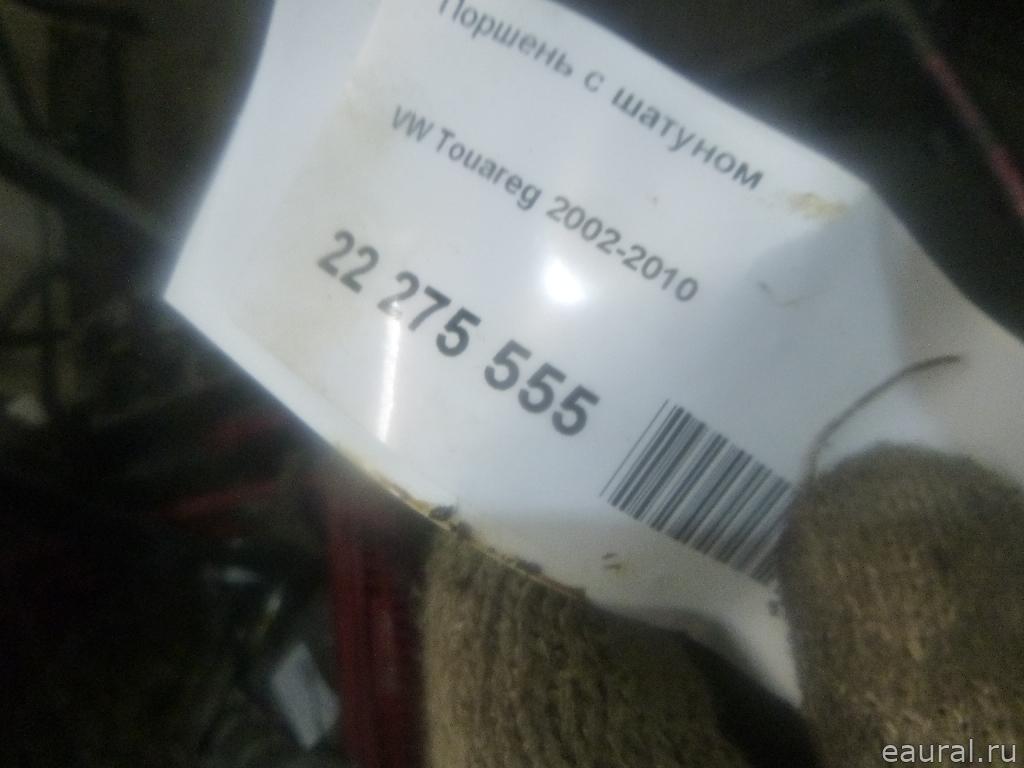 Поршень с шатуном
VW Touareg 2002-2010
22 275 555
eaural.ru